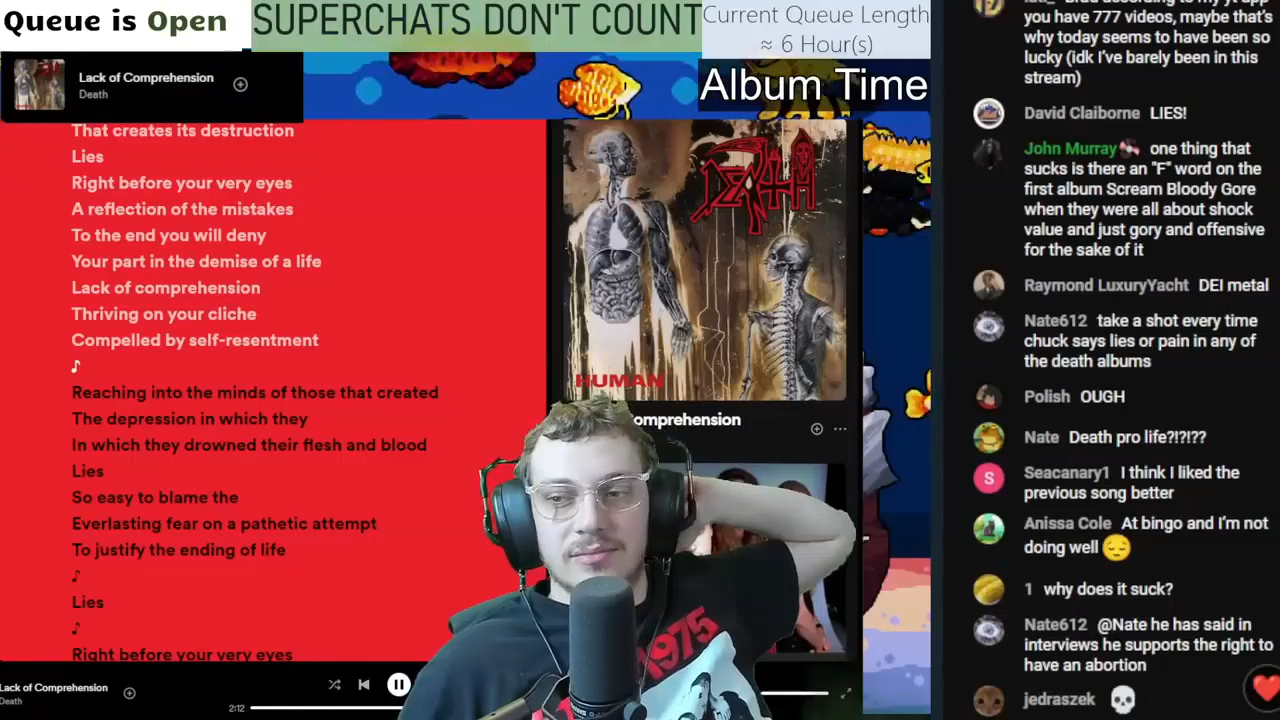 Queue is Open
SUPERCHATS DON'T COUNT
Current Queue Length
≈ 6 Hour(s)
Album Time
Lack of Comprehension
Death
That creates its destruction
Lies
Right before your very eyes
A reflection of the mistakes
To the end you will deny
Your part in the demise of a life
Lack of comprehension
Thriving on your cliche
Compelled by self-resentment
♪
Reaching into the minds of those that created
The depression in which they
In which they drowned their flesh and blood
Lies
So easy to blame the
Everlasting fear on a pathetic attempt
To justify the ending of life
♪
Lies
♪
Right before your very eyes
DEATH
HUMAN
Comprehension
1975
Lack of Comprehension
Death
2:12
you have 777 videos, maybe that's
why today seems to have been so
lucky (idk I've barely been in this
stream)
David Claiborne LIES!
John Murray one thing that
sucks is there an "F" word on the
first album Scream Bloody Gore
when they were all about shock
value and just gory and offensive
for the sake of it
Raymond LuxuryYacht DEI metal
Nate612 take a shot every time
chuck says lies or pain in any of
the death albums
Polish OUGH
Nate Death pro life?!?!??
S
Seacanary1 I think I liked the
previous song better
Anissa Cole At bingo and I'm not
doing well 😔
1 why does it suck?
Nate612 @Nate he has said in
interviews he supports the right to
have an abortion
jedraszek 💀